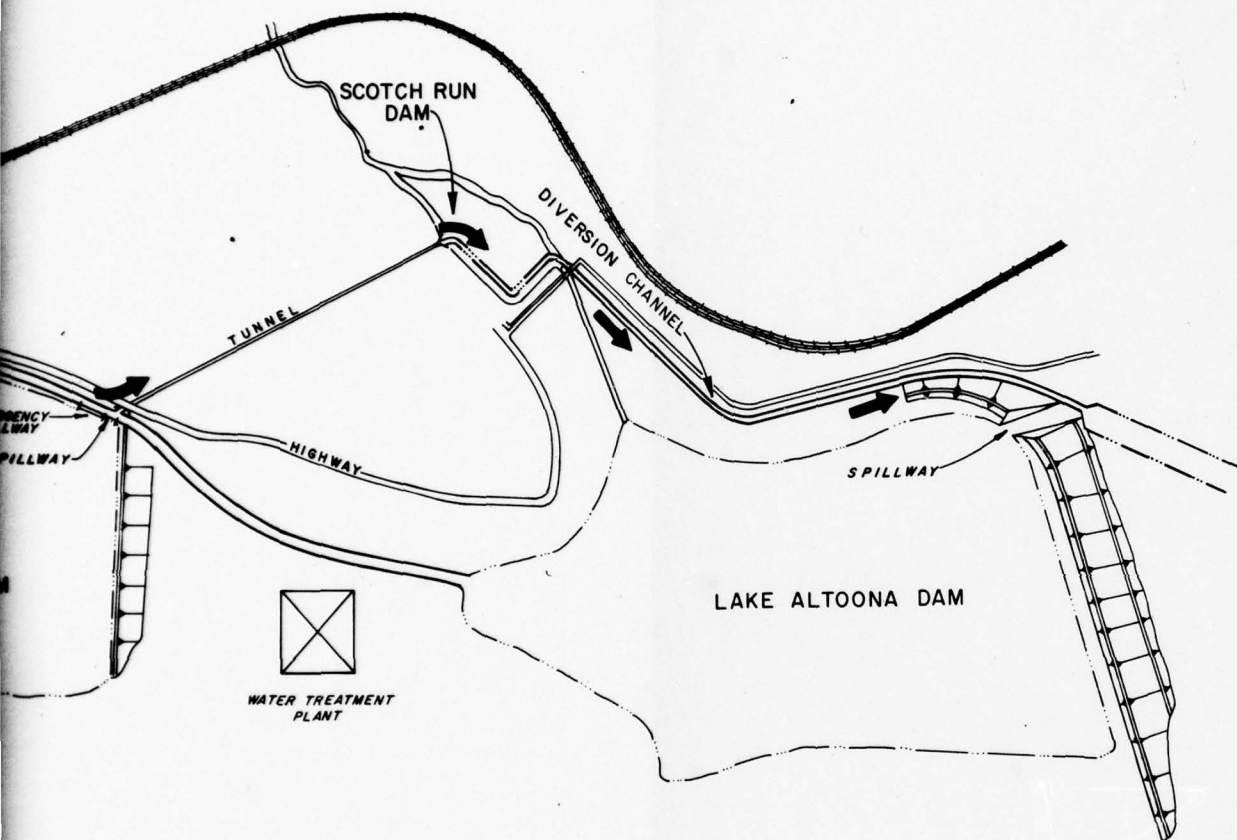 SCOTCH RUN
DAM
DIVERSION CHANNEL
TUNNEL
HIGHWAY
SPILLWAY
LAKE ALTOONA DAM
WATER TREATMENT
PLANT